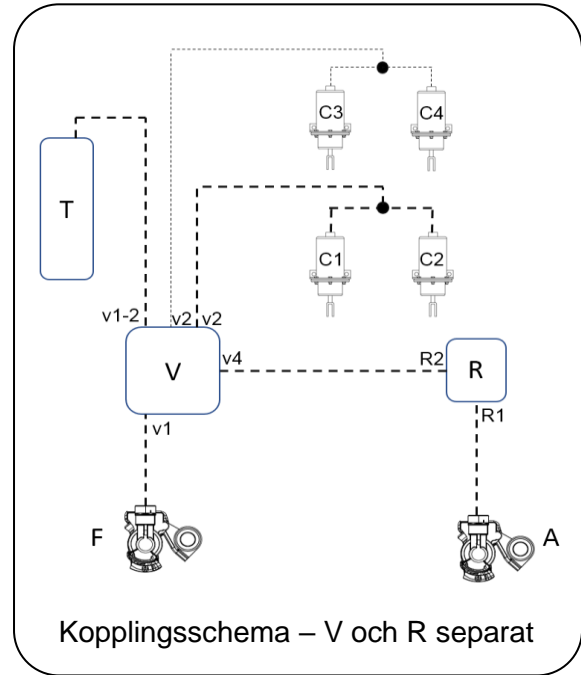 C3 C4
T
C1 C2
v1-2 v2 v2
V v4 R2 R
v1 R1
F A
Kopplingsschema – V och R separat